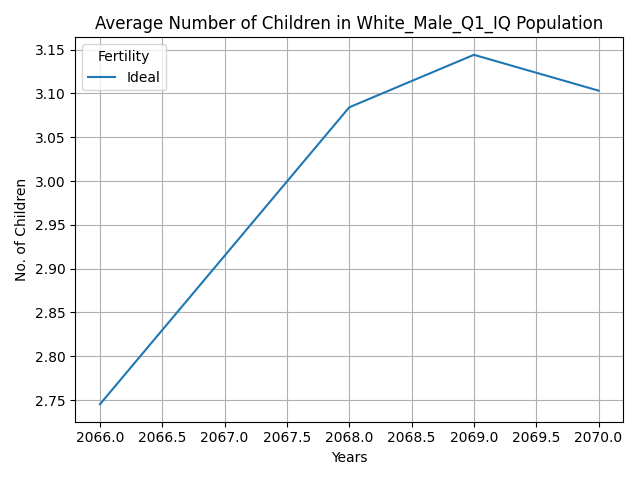 Average Number of Children in White_Male_Q1_IQ Population
Fertility
Ideal
3.15
3.10
3.05
3.00
2.95
2.90
2.85
2.80
2.75
No. of Children
2066.0 2066.5 2067.0 2067.5 2068.0 2068.5 2069.0 2069.5 2070.0
Years